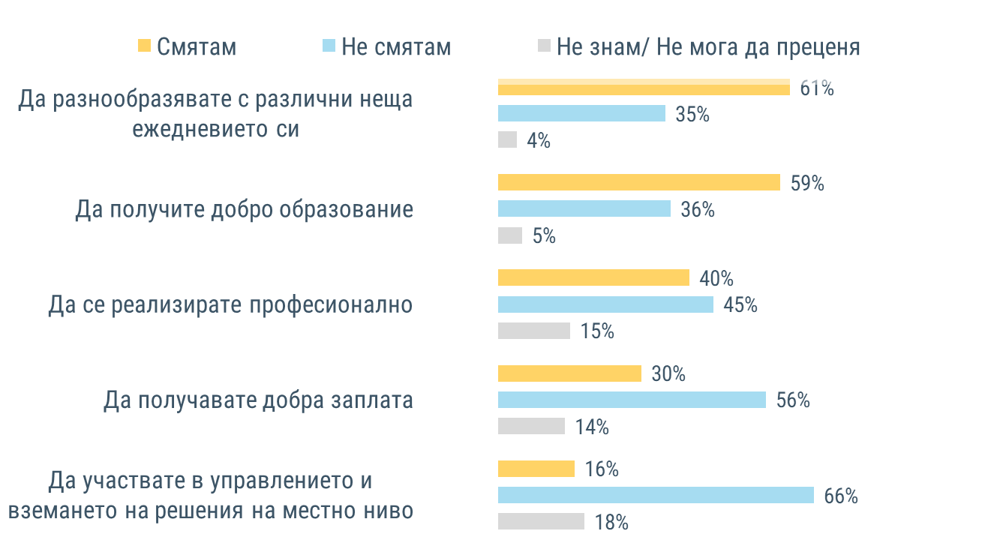 Смятам
Не смятам
Не знам/ Не мога да преценя
Да разнообразявате с различни неща
ежедневието си
61%
35%
4%
Да получите добро образование
59%
36%
5%
Да се реализирате професионално
40%
45%
15%
Да получавате добра заплата
30%
56%
14%
Да участвате в управлението и
вземането на решения на местно ниво
16%
66%
18%